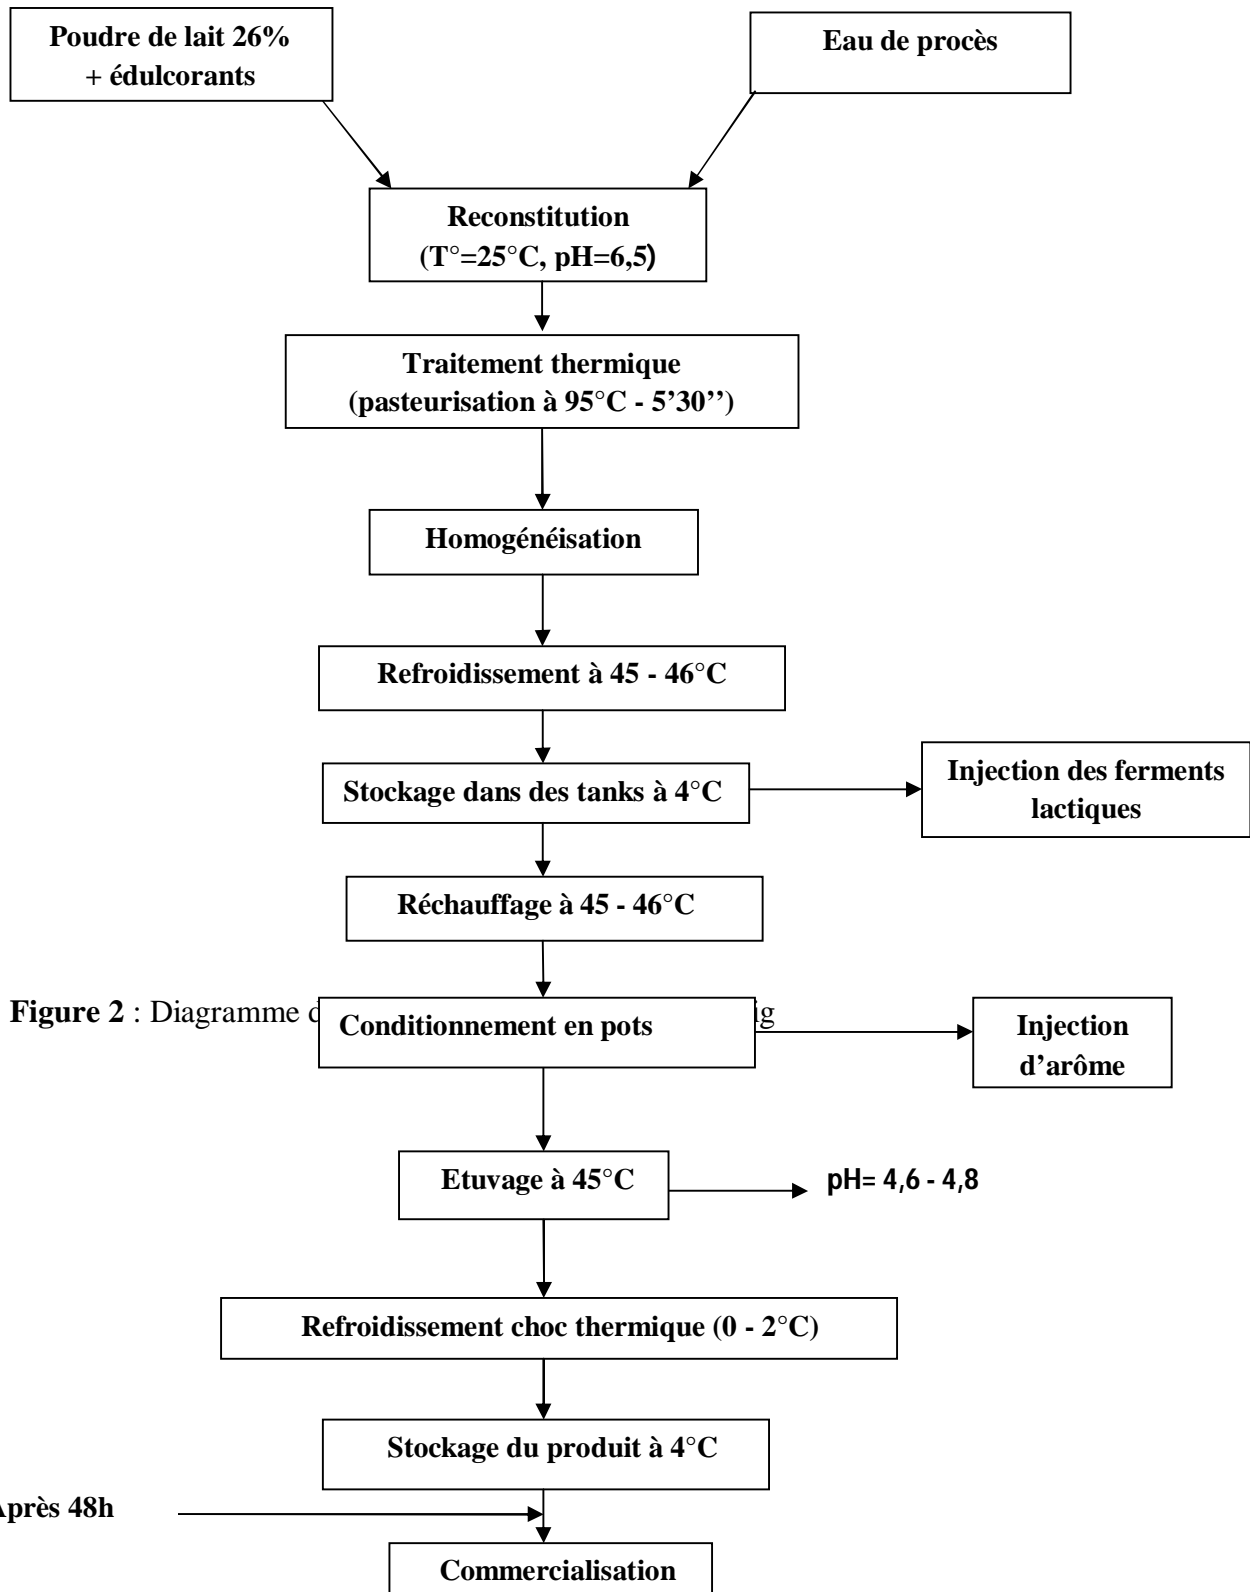 Poudre de lait 26%
+ édulcorants
Eau de procès
Reconstitution
(T°=25°C, pH=6,5)
Traitement thermique
(pasteurisation à 95°C - 5’30’’)
Homogénéisation
Refroidissement à 45 - 46°C
Stockage dans des tanks à 4°C
Injection des ferments
lactiques
Réchauffage à 45 - 46°C
Figure 2 : Diagramme
Conditionnement en pots
Injection
d’arôme
Etuvage à 45°C
pH= 4,6 - 4,8
Refroidissement choc thermique (0 - 2°C)
Stockage du produit à 4°C
Après 48h
Commercialisation